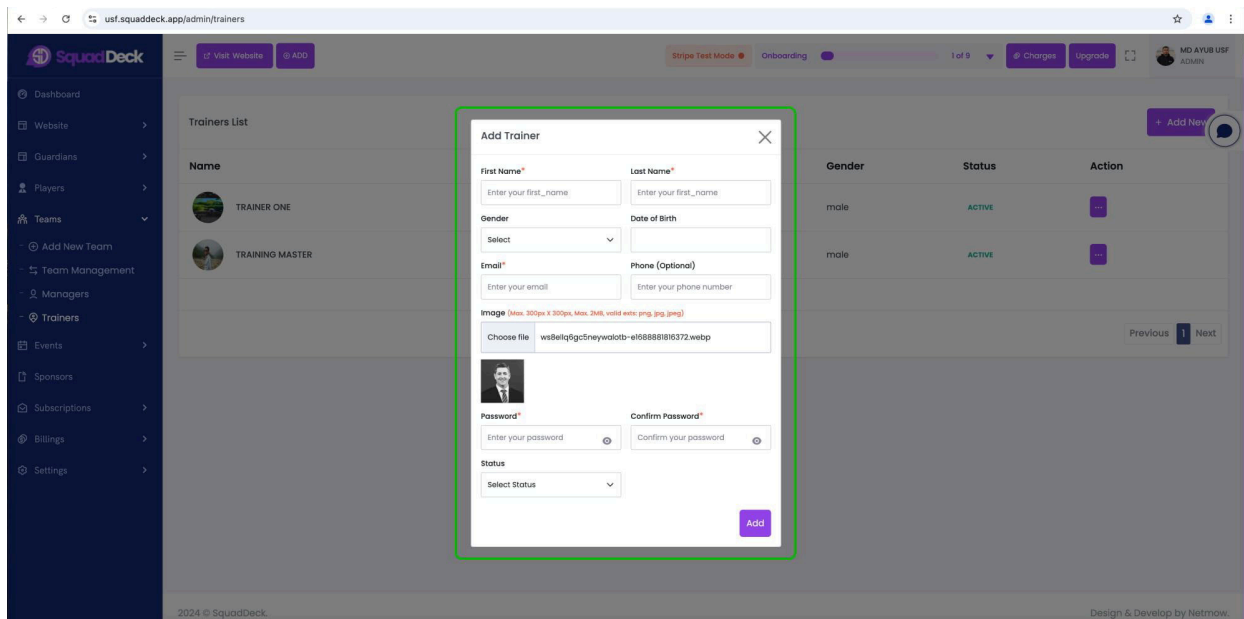 usf.squaddeck.app/admin/trainers
SquadDeck
Visit Website
ADD
Stripe Test Mode
Onboarding
1 of 9
Charges
Upgrade
MD AYUB USF
ADMIN
Dashboard
Website
Guardians
Players
Teams
Add New Team
Team Management
Managers
Trainers
Events
Sponsors
Subscriptions
Billings
Settings
Trainers List
+ Add New
Name
Gender
Status
Action
TRAINER ONE
male
ACTIVE
...
TRAINING MASTER
male
ACTIVE
...
Previous 1 Next
Add Trainer
First Name*
Last Name*
Enter your first_name
Enter your first_name
Gender
Date of Birth
Select
Email*
Phone (Optional)
Enter your email
Enter your phone number
Image (Max. 300px X 300px, Max. 2MB, valid exts: png, jpg, jpeg)
Choose file
ws8ellq6gc5neywalotb-e1688881816372.webp
Password*
Confirm Password*
Enter your password
Confirm your password
Status
Select Status
Add
2024 © SquadDeck.
Design & Develop by Netmow.